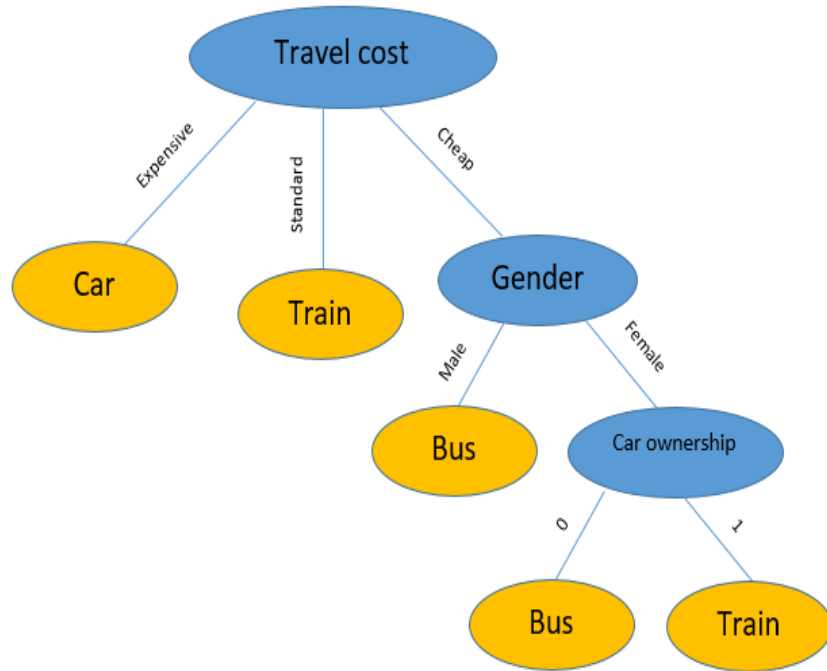 Travel cost
Expensive
Standard
Cheap
Car
Train
Gender
Male
Female
Bus
Car ownership
0
1
Bus
Train